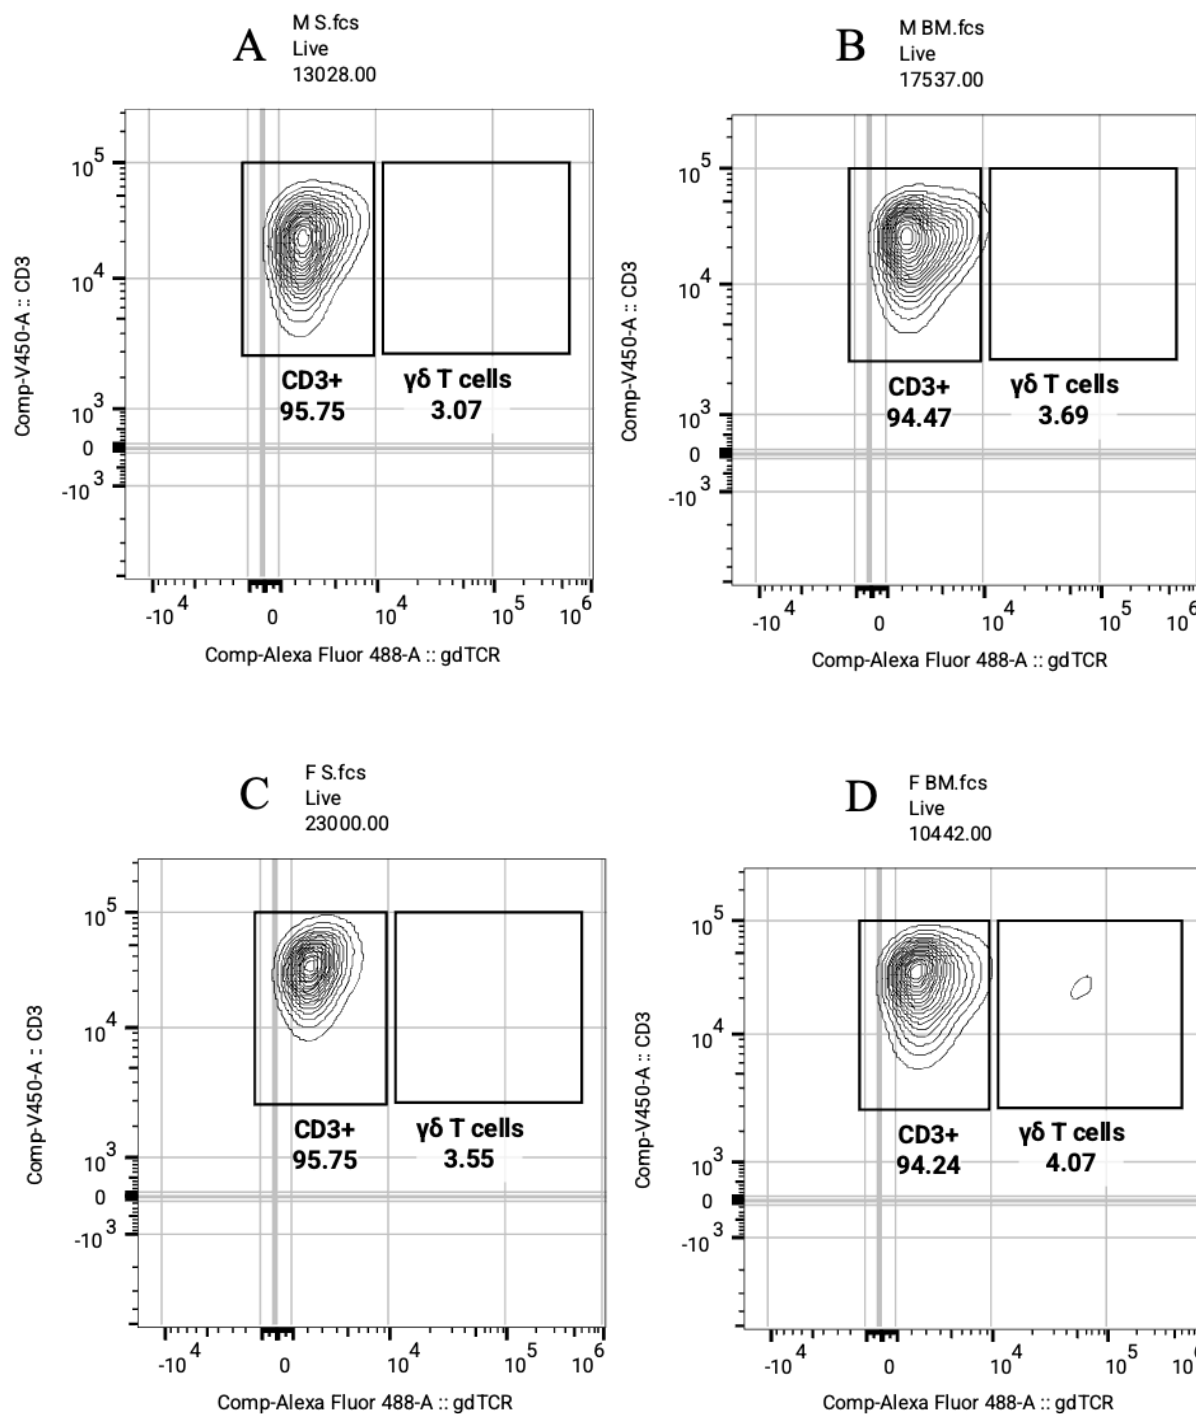 A
M S.fcs
Live
13028.00
10^5
10^4
10^3
0
-10^3
Comp-V450-A :: CD3
CD3+
95.75
γδ T cells
3.07
-10^4 0 10^4 10^5 10^6
Comp-Alexa Fluor 488-A :: gdTCR
B
M BM.fcs
Live
17537.00
10^5
10^4
10^3
0
-10^3
Comp-V450-A :: CD3
CD3+
94.47
γδ T cells
3.69
-10^4 0 10^4 10^5 10^6
Comp-Alexa Fluor 488-A :: gdTCR
C
F S.fcs
Live
23000.00
10^5
10^4
10^3
0
-10^3
Comp-V450-A :: CD3
CD3+
95.75
γδ T cells
3.55
-10^4 0 10^4 10^5 10^6
Comp-Alexa Fluor 488-A :: gdTCR
D
F BM.fcs
Live
10442.00
10^5
10^4
10^3
0
-10^3
Comp-V450-A :: CD3
CD3+
94.24
γδ T cells
4.07
-10^4 0 10^4 10^5 10^6
Comp-Alexa Fluor 488-A :: gdTCR